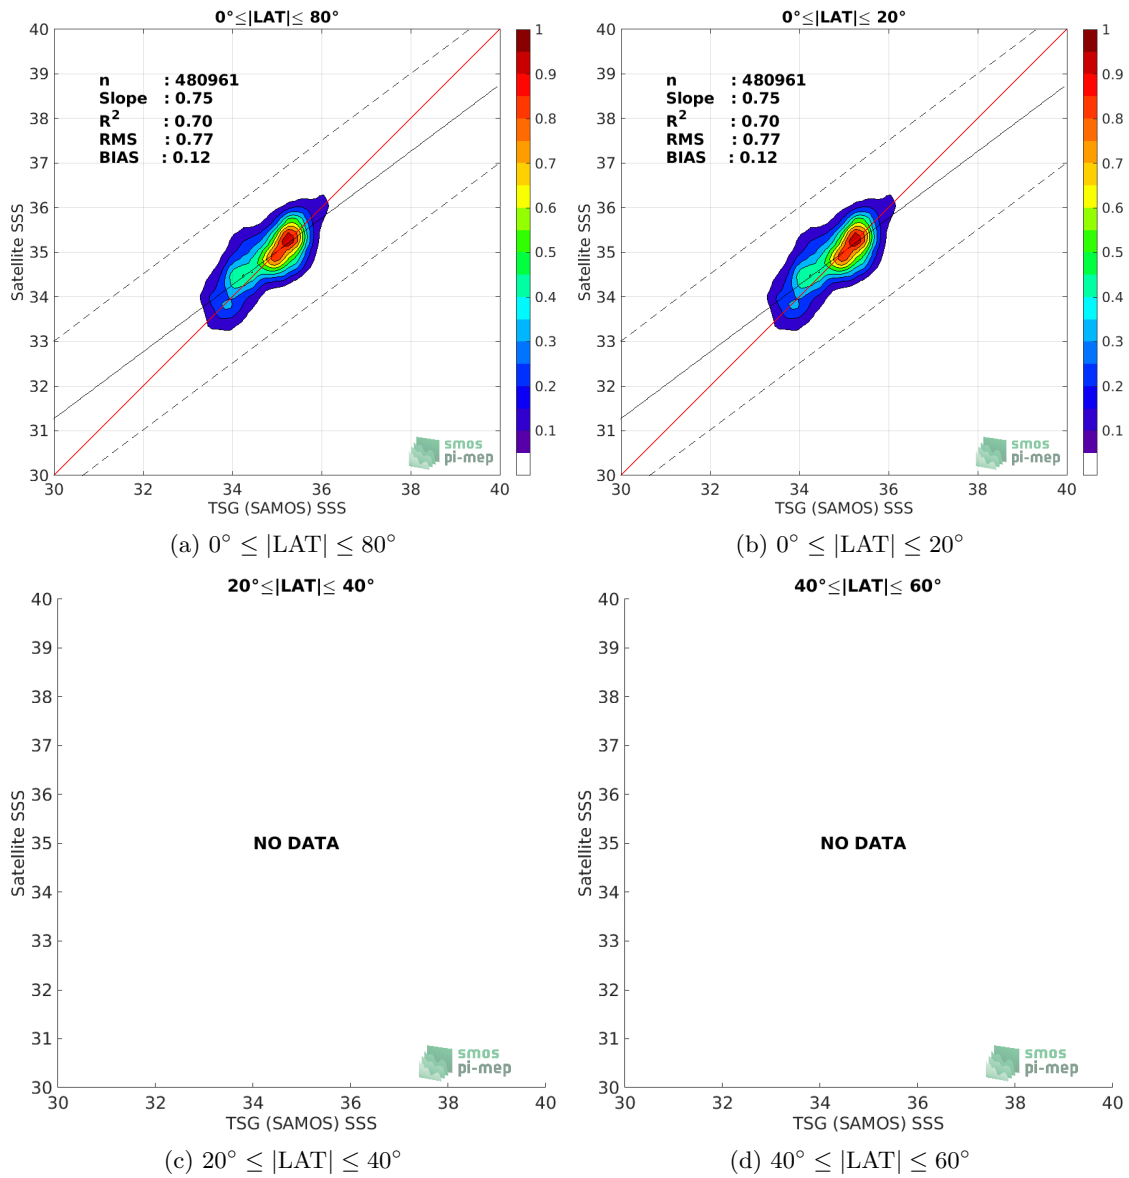 0°≤|LAT|≤ 80°
40
39
38
37
36
35
34
33
32
31
30
Satellite SSS
n : 480961
Slope : 0.75
R2 : 0.70
RMS : 0.77
BIAS : 0.12
smos
pi-mep
30 32 34 36 38 40
TSG (SAMOS) SSS
1
0.9
0.8
0.7
0.6
0.5
0.4
0.3
0.2
0.1
(a) 0° ≤ |LAT| ≤ 80°
0°≤|LAT|≤ 20°
40
39
38
37
36
35
34
33
32
31
30
Satellite SSS
n : 480961
Slope : 0.75
R2 : 0.70
RMS : 0.77
BIAS : 0.12
smos
pi-mep
30 32 34 36 38 40
TSG (SAMOS) SSS
1
0.9
0.8
0.7
0.6
0.5
0.4
0.3
0.2
0.1
(b) 0° ≤ |LAT| ≤ 20°
20°≤|LAT|≤ 40°
40
39
38
37
36
35
34
33
32
31
30
Satellite SSS
NO DATA
smos
pi-mep
30 32 34 36 38 40
TSG (SAMOS) SSS
(c) 20° ≤ |LAT| ≤ 40°
40°≤|LAT|≤ 60°
40
39
38
37
36
35
34
33
32
31
30
Satellite SSS
NO DATA
smos
pi-mep
30 32 34 36 38 40
TSG (SAMOS) SSS
(d) 40° ≤ |LAT| ≤ 60°